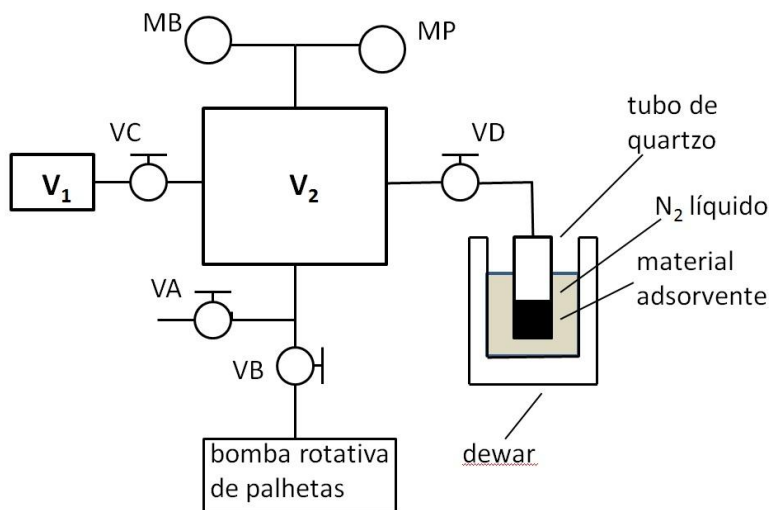 MB
MP
VC
VD
V1
V2
tubo de
quartzo
N2 líquido
material
adsorvente
VA
VB
bomba rotativa
de palhetas
dewar